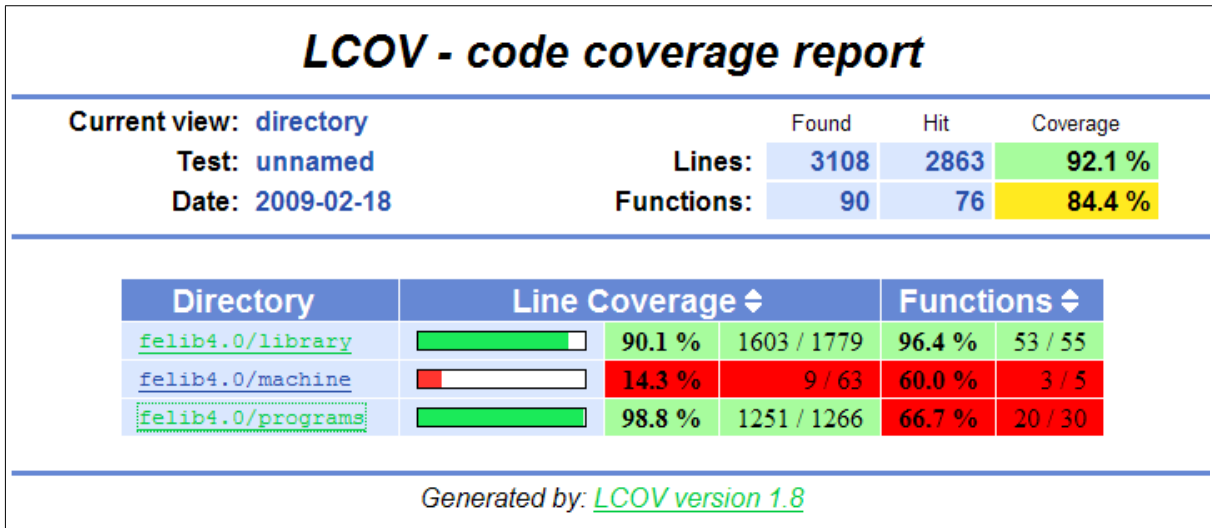 LCOV - code coverage report
Current view: directory
Found Hit Coverage
Test: unnamed Lines: 3108 2863 92.1 %
Date: 2009-02-18 Functions: 90 76 84.4 %
Directory Line Coverage Functions
felib4.0/library 90.1 % 1603 / 1779 96.4 % 53 / 55
felib4.0/machine 14.3 % 9 / 63 60.0 % 3 / 5
felib4.0/programs 98.8 % 1251 / 1266 66.7 % 20 / 30
Generated by: LCOV version 1.8